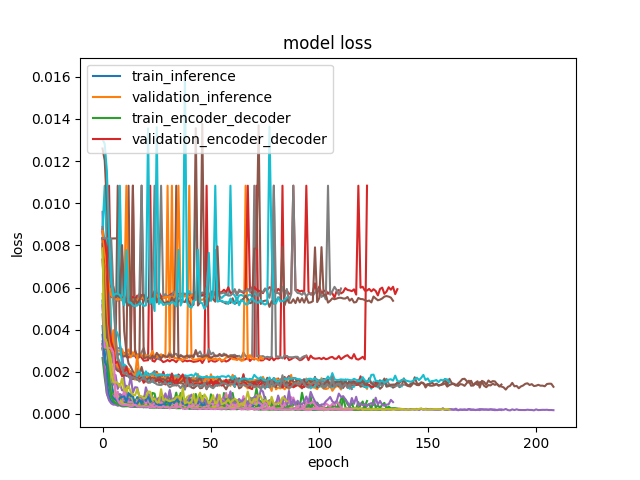 model loss
train_inference
validation_inference
train_encoder_decoder
validation_encoder_decoder
loss
0.016
0.014
0.012
0.010
0.008
0.006
0.004
0.002
0.000
0 50 100 150 200
epoch